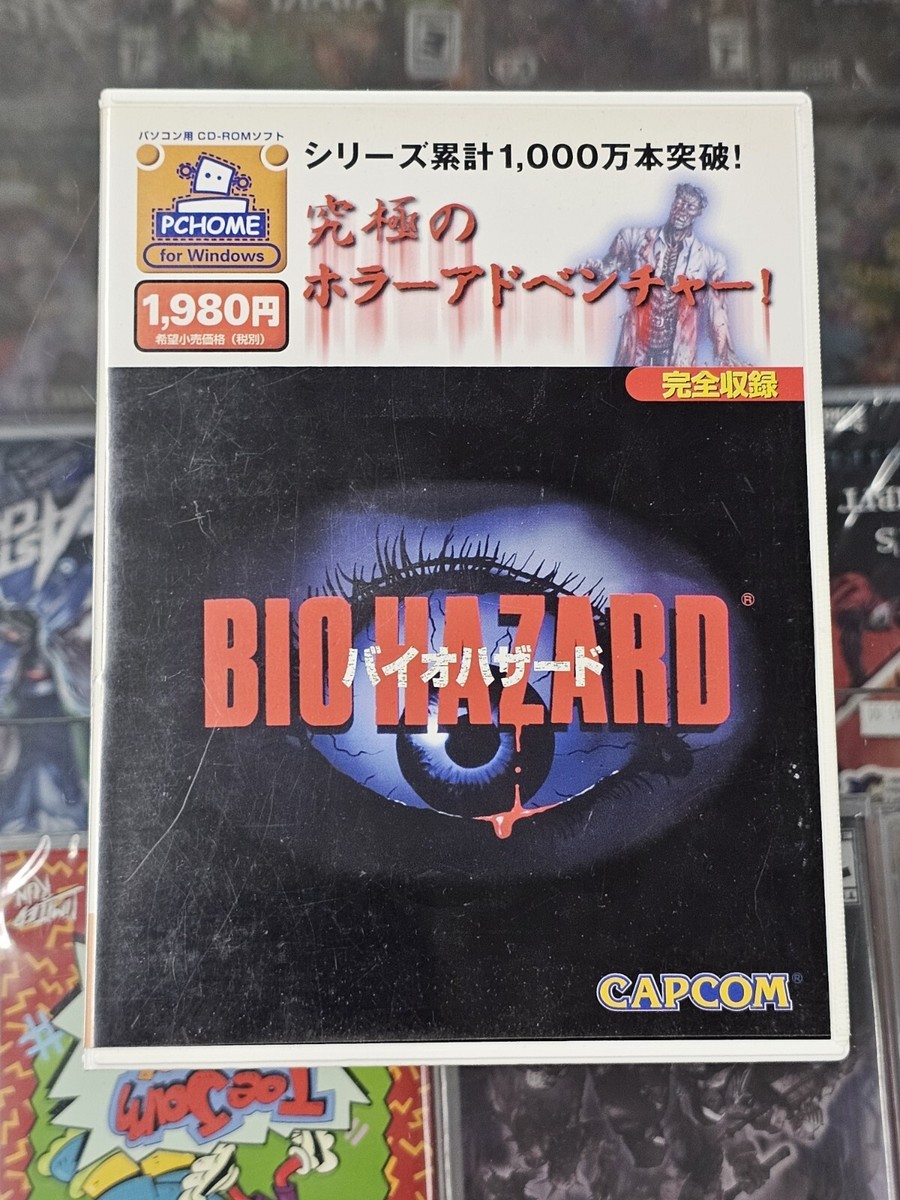 パソコン用 CD-ROMソフト
PCHOME
for Windows
1,980円
希望小売価格(税別)
シリーズ累計1,000万本突破!
究極の
ホラーアドベンチャー!
完全収録
BIOHAZARD®
バイオハザード
CAPCOM®
LIMITED
RUN
#
ToeJam